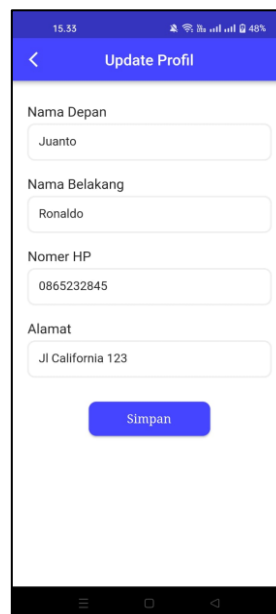 15.33 48%
Update Profil
Nama Depan
Juanto
Nama Belakang
Ronaldo
Nomer HP
0865232845
Alamat
Jl California 123
Simpan